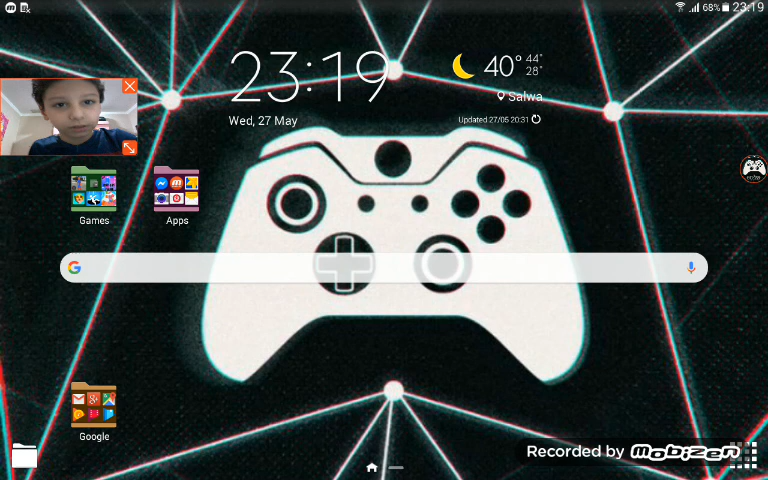 68% 23:19
23:19
Wed, 27 May
40° 44°
28°
Salwa
Updated 27/05 20:31
Games
Apps
Google
Recorded by Mobizen